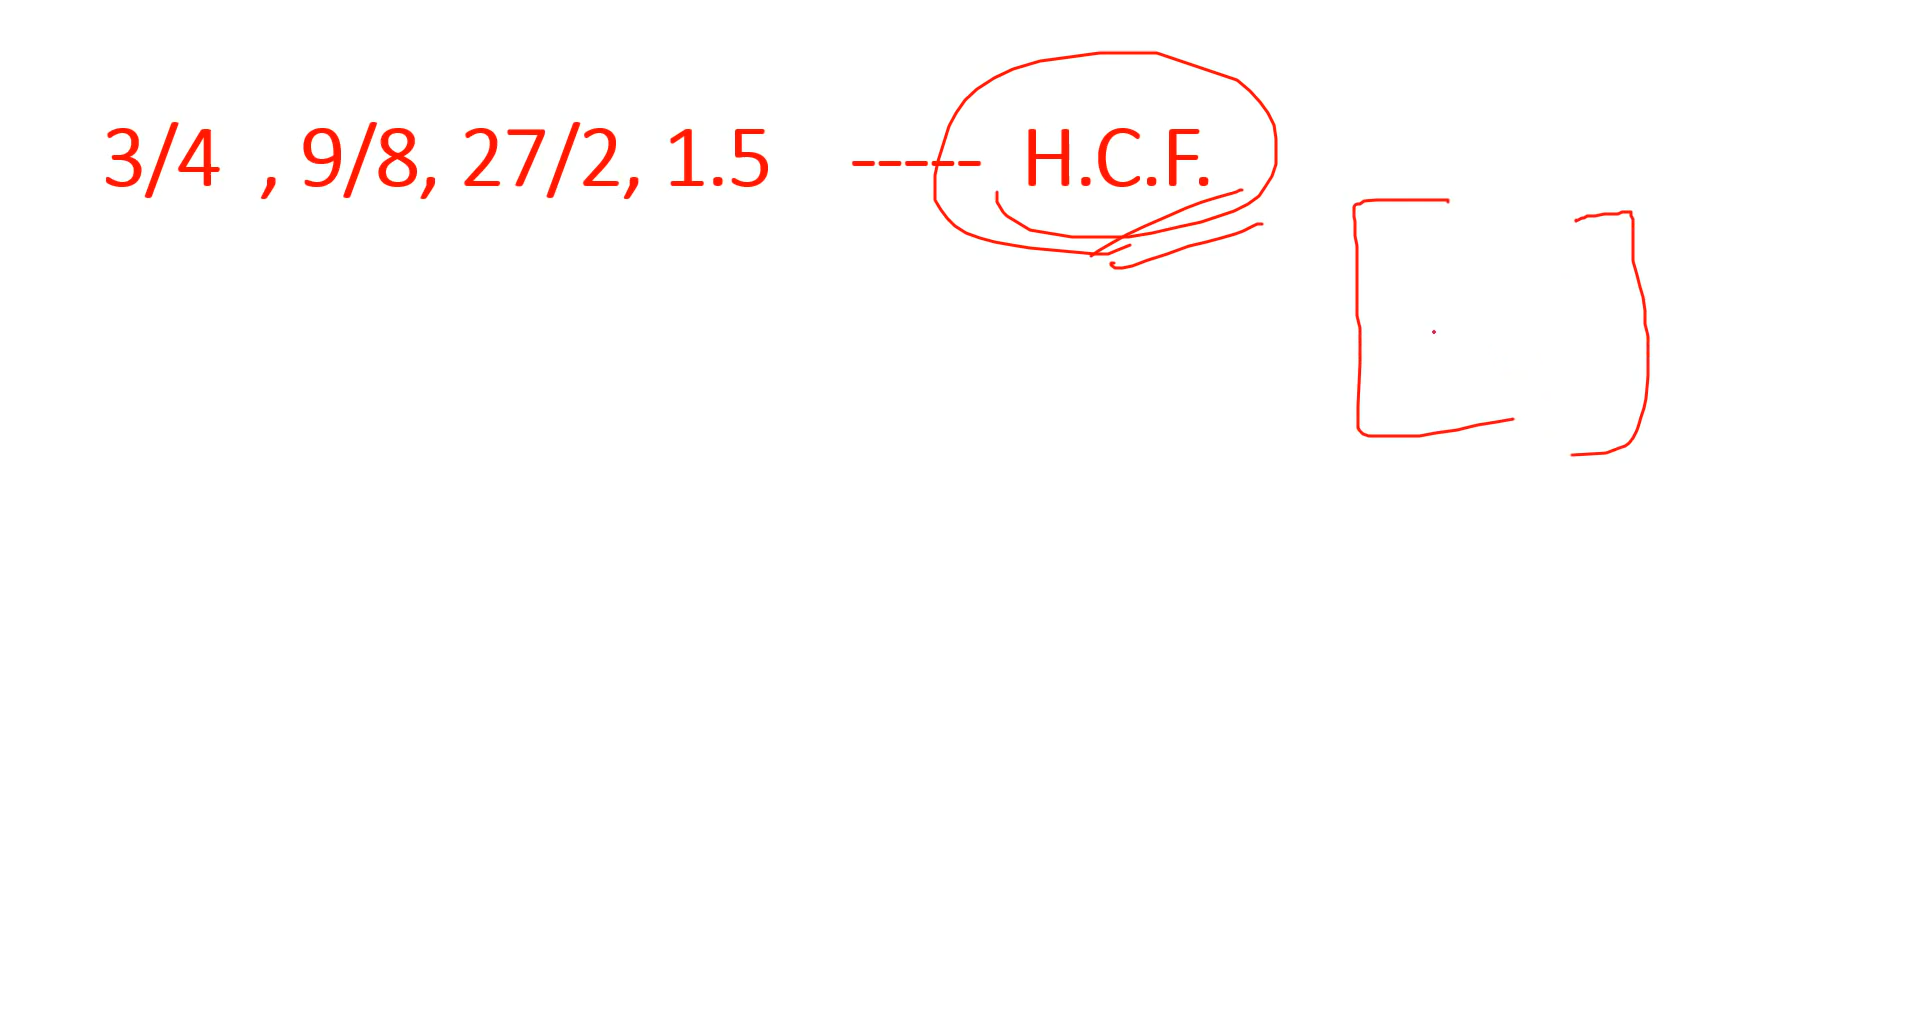 3/4 , 9/8, 27/2, 1.5 ----- H.C.F.